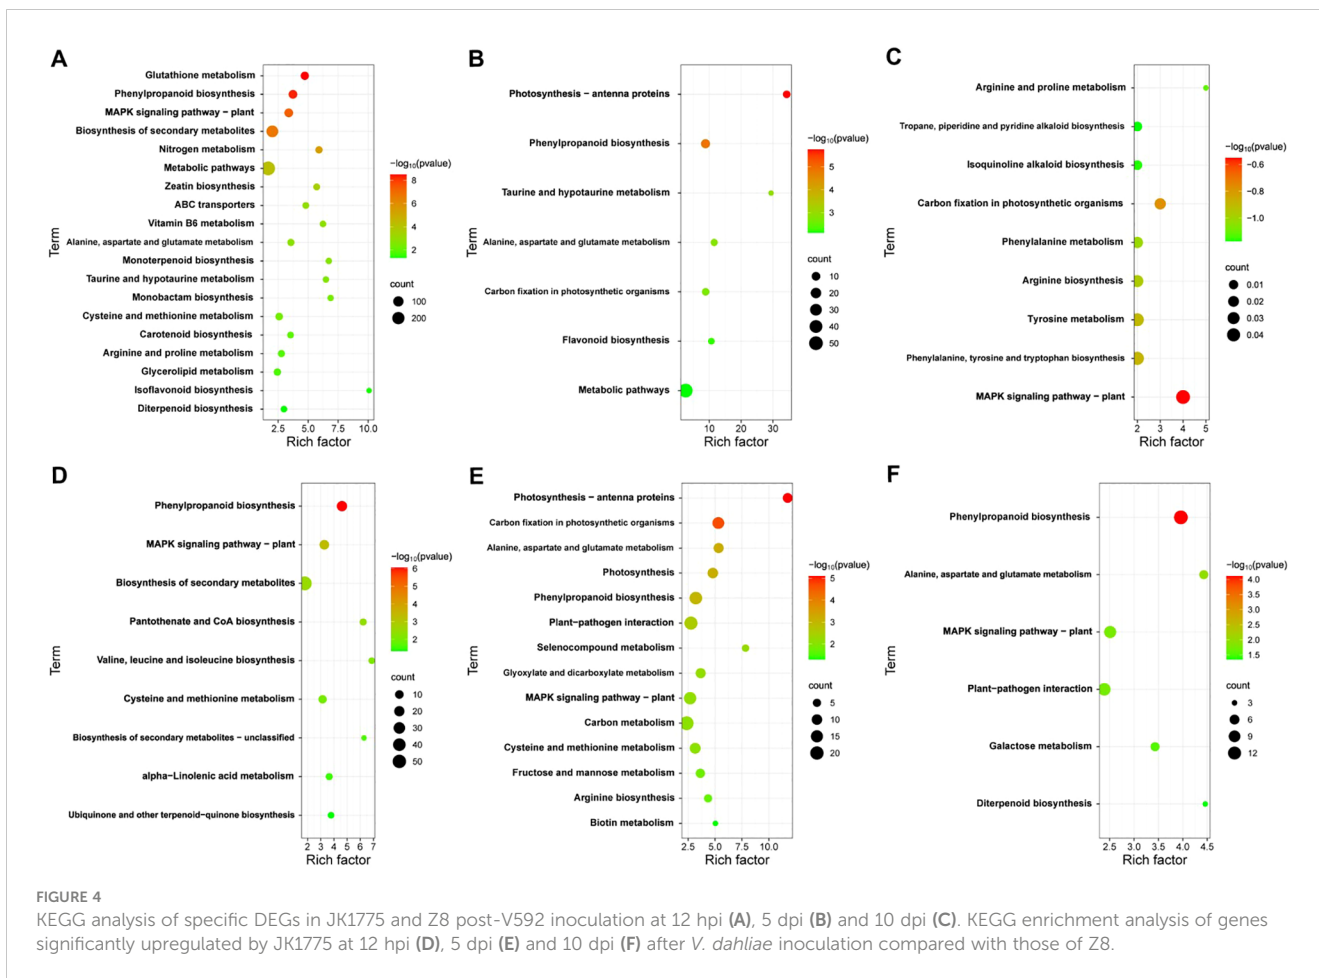 A
Glutathione metabolism
Phenylpropanoid biosynthesis
MAPK signaling pathway − plant
Biosynthesis of secondary metabolites
Nitrogen metabolism
Metabolic pathways
Zeatin biosynthesis
ABC transporters
Vitamin B6 metabolism
Alanine, aspartate and glutamate metabolism
Monoterpenoid biosynthesis
Taurine and hypotaurine metabolism
Monobactam biosynthesis
Cysteine and methionine metabolism
Carotenoid biosynthesis
Arginine and proline metabolism
Glycerolipid metabolism
Isoflavonoid biosynthesis
Diterpenoid biosynthesis
Term
2.5 5.0 7.5 10.0
Rich factor
−log10(pvalue)
8
6
4
2
count
100
200
B
Photosynthesis − antenna proteins
Phenylpropanoid biosynthesis
Taurine and hypotaurine metabolism
Alanine, aspartate and glutamate metabolism
Carbon fixation in photosynthetic organisms
Flavonoid biosynthesis
Metabolic pathways
Term
10 20 30
Rich factor
−log10(pvalue)
5
4
3
count
10
20
30
40
50
C
Arginine and proline metabolism
Tropane, piperidine and pyridine alkaloid biosynthesis
Isoquinoline alkaloid biosynthesis
Carbon fixation in photosynthetic organisms
Phenylalanine metabolism
Arginine biosynthesis
Tyrosine metabolism
Phenylalanine, tyrosine and tryptophan biosynthesis
MAPK signaling pathway − plant
Term
2 3 4 5
Rich factor
−log10(pvalue)
−0.6
−0.8
−1.0
count
0.01
0.02
0.03
0.04
D
Phenylpropanoid biosynthesis
MAPK signaling pathway − plant
Biosynthesis of secondary metabolites
Pantothenate and CoA biosynthesis
Valine, leucine and isoleucine biosynthesis
Cysteine and methionine metabolism
Biosynthesis of secondary metabolites − unclassified
alpha−Linolenic acid metabolism
Ubiquinone and other terpenoid−quinone biosynthesis
Term
2 3 4 5 6 7
Rich factor
−log10(pvalue)
6
5
4
3
2
count
10
20
30
40
50
E
Photosynthesis − antenna proteins
Carbon fixation in photosynthetic organisms
Alanine, aspartate and glutamate metabolism
Photosynthesis
Phenylpropanoid biosynthesis
Plant−pathogen interaction
Selenocompound metabolism
Glyoxylate and dicarboxylate metabolism
MAPK signaling pathway − plant
Carbon metabolism
Cysteine and methionine metabolism
Fructose and mannose metabolism
Arginine biosynthesis
Biotin metabolism
Term
2.5 5.0 7.5 10.0
Rich factor
−log10(pvalue)
5
4
3
2
count
5
10
15
20
F
Phenylpropanoid biosynthesis
Alanine, aspartate and glutamate metabolism
MAPK signaling pathway − plant
Plant−pathogen interaction
Galactose metabolism
Diterpenoid biosynthesis
Term
2.5 3.0 3.5 4.0 4.5
Rich factor
−log10(pvalue)
4.0
3.5
3.0
2.5
2.0
1.5
count
3
6
9
12
FIGURE 4
KEGG analysis of specific DEGs in JK1775 and Z8 post-V592 inoculation at 12 hpi (A), 5 dpi (B) and 10 dpi (C). KEGG enrichment analysis of genes
significantly upregulated by JK1775 at 12 hpi (D), 5 dpi (E) and 10 dpi (F) after V. dahliae inoculation compared with those of Z8.